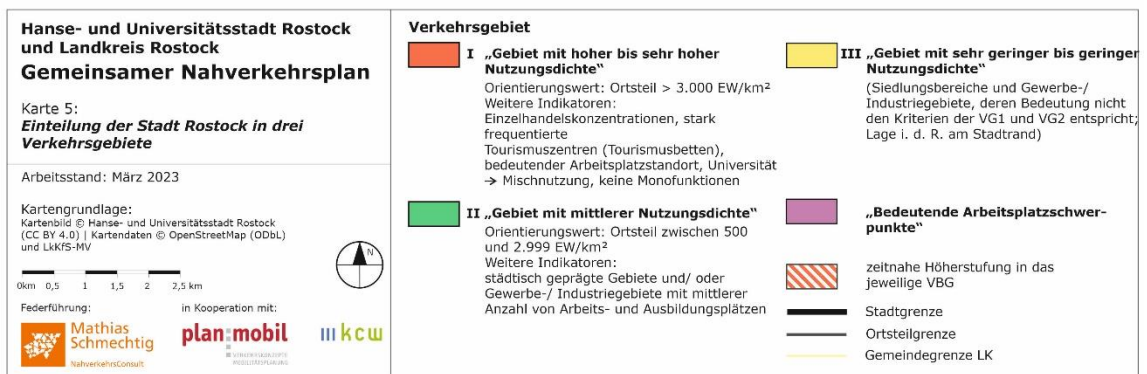 Hanse- und Universitätsstadt Rostock
und Landkreis Rostock
Gemeinsamer Nahverkehrsplan
Karte 5:
Einteilung der Stadt Rostock in drei
Verkehrsgebiete
Arbeitsstand: März 2023
Kartengrundlage:
Kartenbild © Hanse- und Universitätsstadt Rostock
(CC BY 4.0) | Kartendaten © OpenStreetMap (ODbL)
und LkKfS-MV
N
0km 0,5 1 1,5 2 2,5 km
Federführung:
in Kooperation mit:
Mathias
Schmechtig
NahverkehrsConsult
plan:mobil
VERKEHRSKONZEPTE
MOBILITÄTSPLANUNG
kcw
Verkehrsgebiet
I „Gebiet mit hoher bis sehr hoher
Nutzungsdichte“
Orientierungswert: Ortsteil > 3.000 EW/km²
Weitere Indikatoren:
Einzelhandelskonzentrationen, stark
frequentierte
Tourismuszentren (Tourismusbetten),
bedeutender Arbeitsplatzstandort, Universität
→ Mischnutzung, keine Monofunktionen
II „Gebiet mit mittlerer Nutzungsdichte“
Orientierungswert: Ortsteil zwischen 500
und 2.999 EW/km²
Weitere Indikatoren:
städtisch geprägte Gebiete und/ oder
Gewerbe-/ Industriegebiete mit mittlerer
Anzahl von Arbeits- und Ausbildungsplätzen
III „Gebiet mit sehr geringer bis geringer
Nutzungsdichte“
(Siedlungsbereiche und Gewerbe-/
Industriegebiete, deren Bedeutung nicht
den Kriterien der VG1 und VG2 entspricht;
Lage i. d. R. am Stadtrand)
„Bedeutende Arbeitsplatzschwer-
punkte“
zeitnahe Höherstufung in das
jeweilige VBG
Stadtgrenze
Ortsteilgrenze
Gemeindegrenze LK